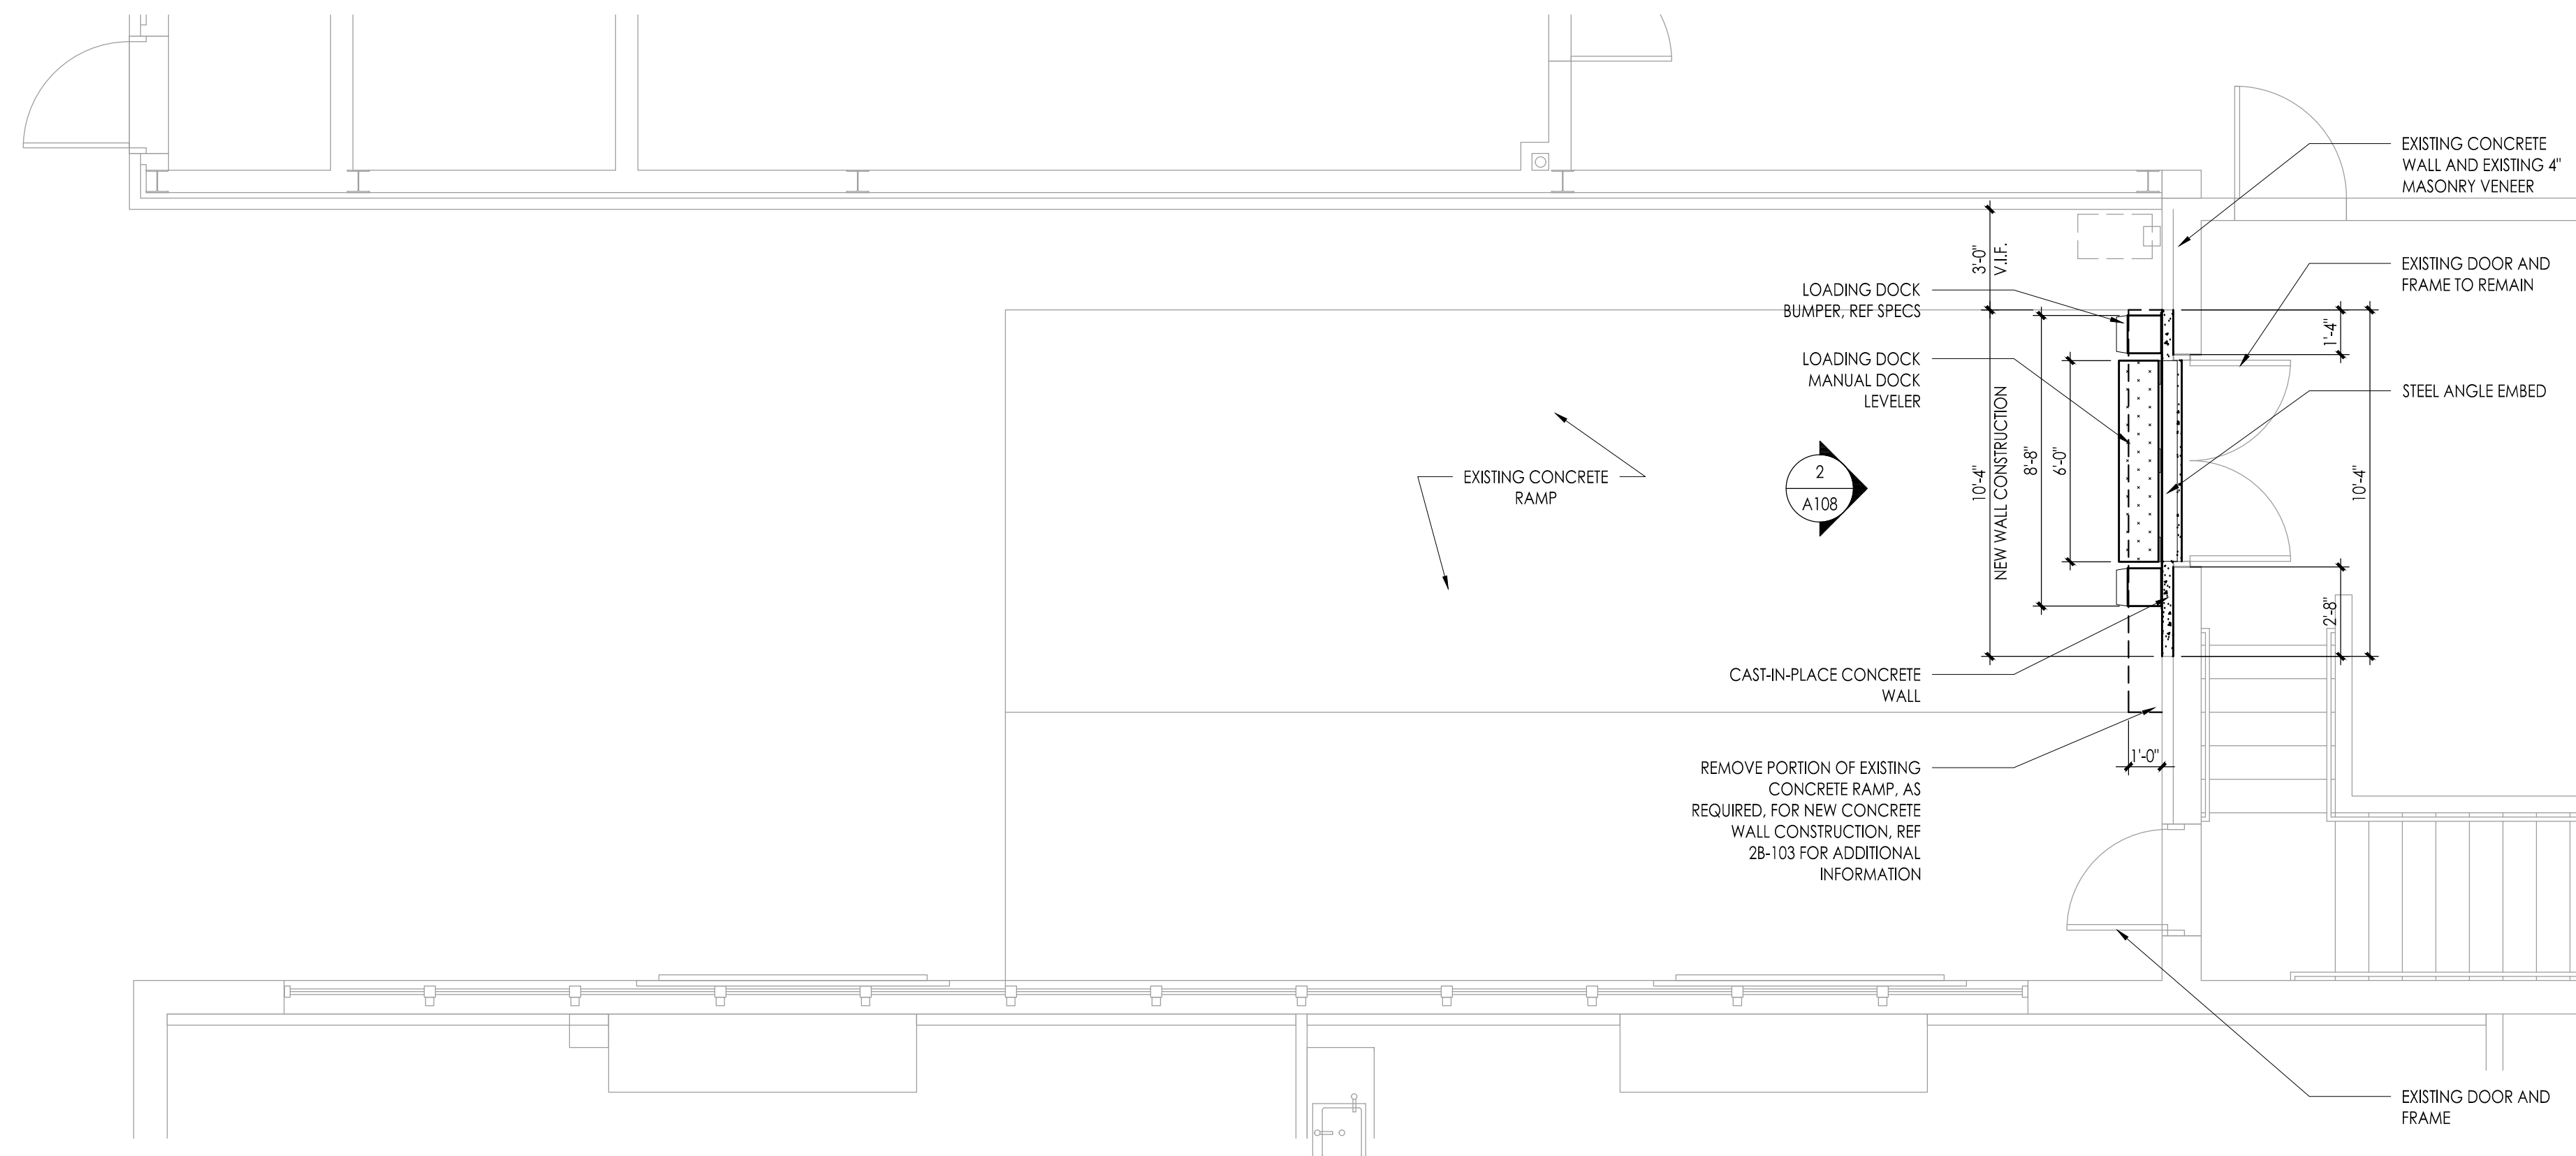 EXISTING CONCRETE
WALL AND EXISTING 4"
MASONRY VENEER
EXISTING DOOR AND
FRAME TO REMAIN
3'-0"
V.I.F.
LOADING DOCK
BUMPER, REF SPECS
1'-4"
LOADING DOCK
MANUAL DOCK
LEVELER
STEEL ANGLE EMBED
EXISTING CONCRETE
RAMP
2
A108
10'-4"
NEW WALL CONSTRUCTION
8'-8"
6'-0"
10'-4"
2'-8"
CAST-IN-PLACE CONCRETE
WALL
1'-0"
REMOVE PORTION OF EXISTING
CONCRETE RAMP, AS
REQUIRED, FOR NEW CONCRETE
WALL CONSTRUCTION, REF
2B-103 FOR ADDITIONAL
INFORMATION
EXISTING DOOR AND
FRAME